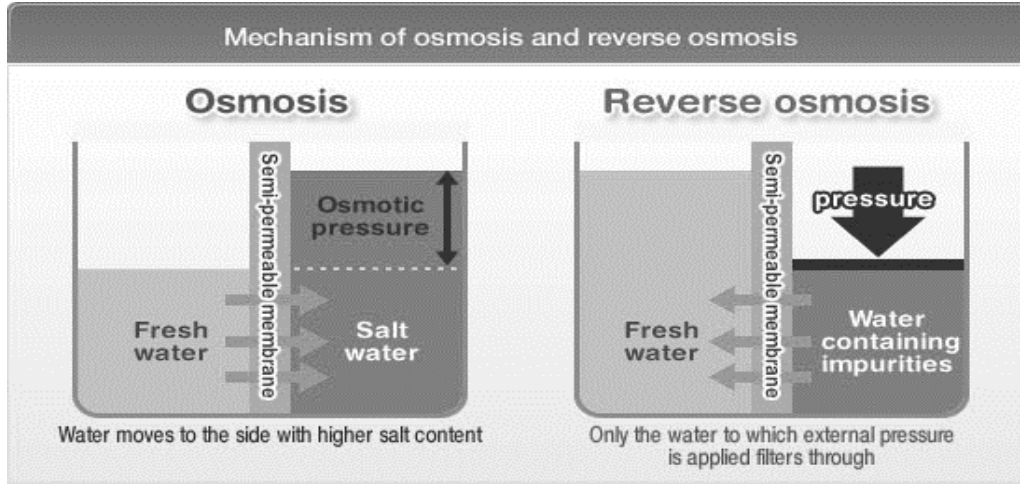 Mechanism of osmosis and reverse osmosis
Osmosis
Semi-permeable membrane
Osmotic
pressure
Fresh
water
Salt
water
Water moves to the side with higher salt content
Reverse osmosis
Semi-permeable membrane
pressure
Fresh
water
Water
containing
impurities
Only the water to which external pressure
is applied filters through